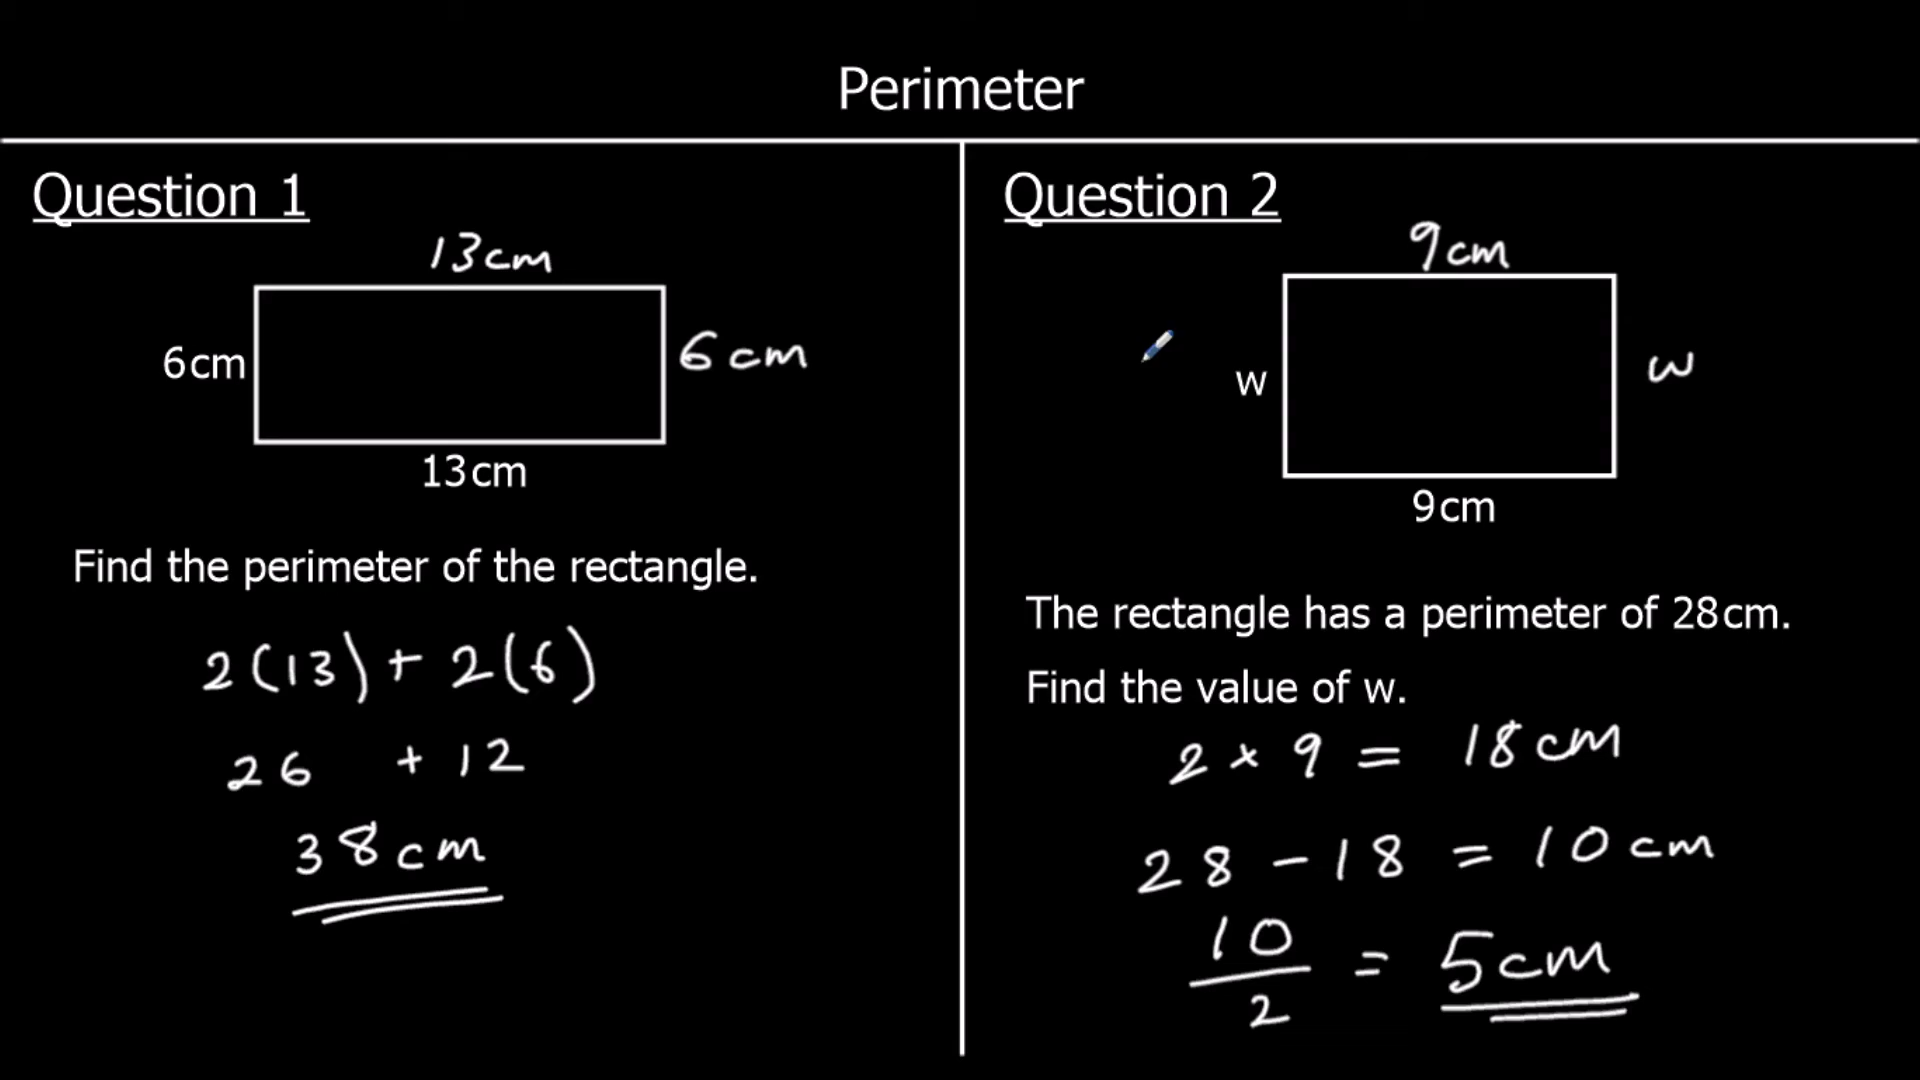 Perimeter
Question 1
13cm
6cm
6cm
13cm
Find the perimeter of the rectangle.
2(13) + 2(6)
26 + 12
38cm
Question 2
9cm
w
w
9cm
The rectangle has a perimeter of 28cm.
Find the value of w.
2 × 9 = 18cm
28 - 18 = 10cm
10
2
= 5cm